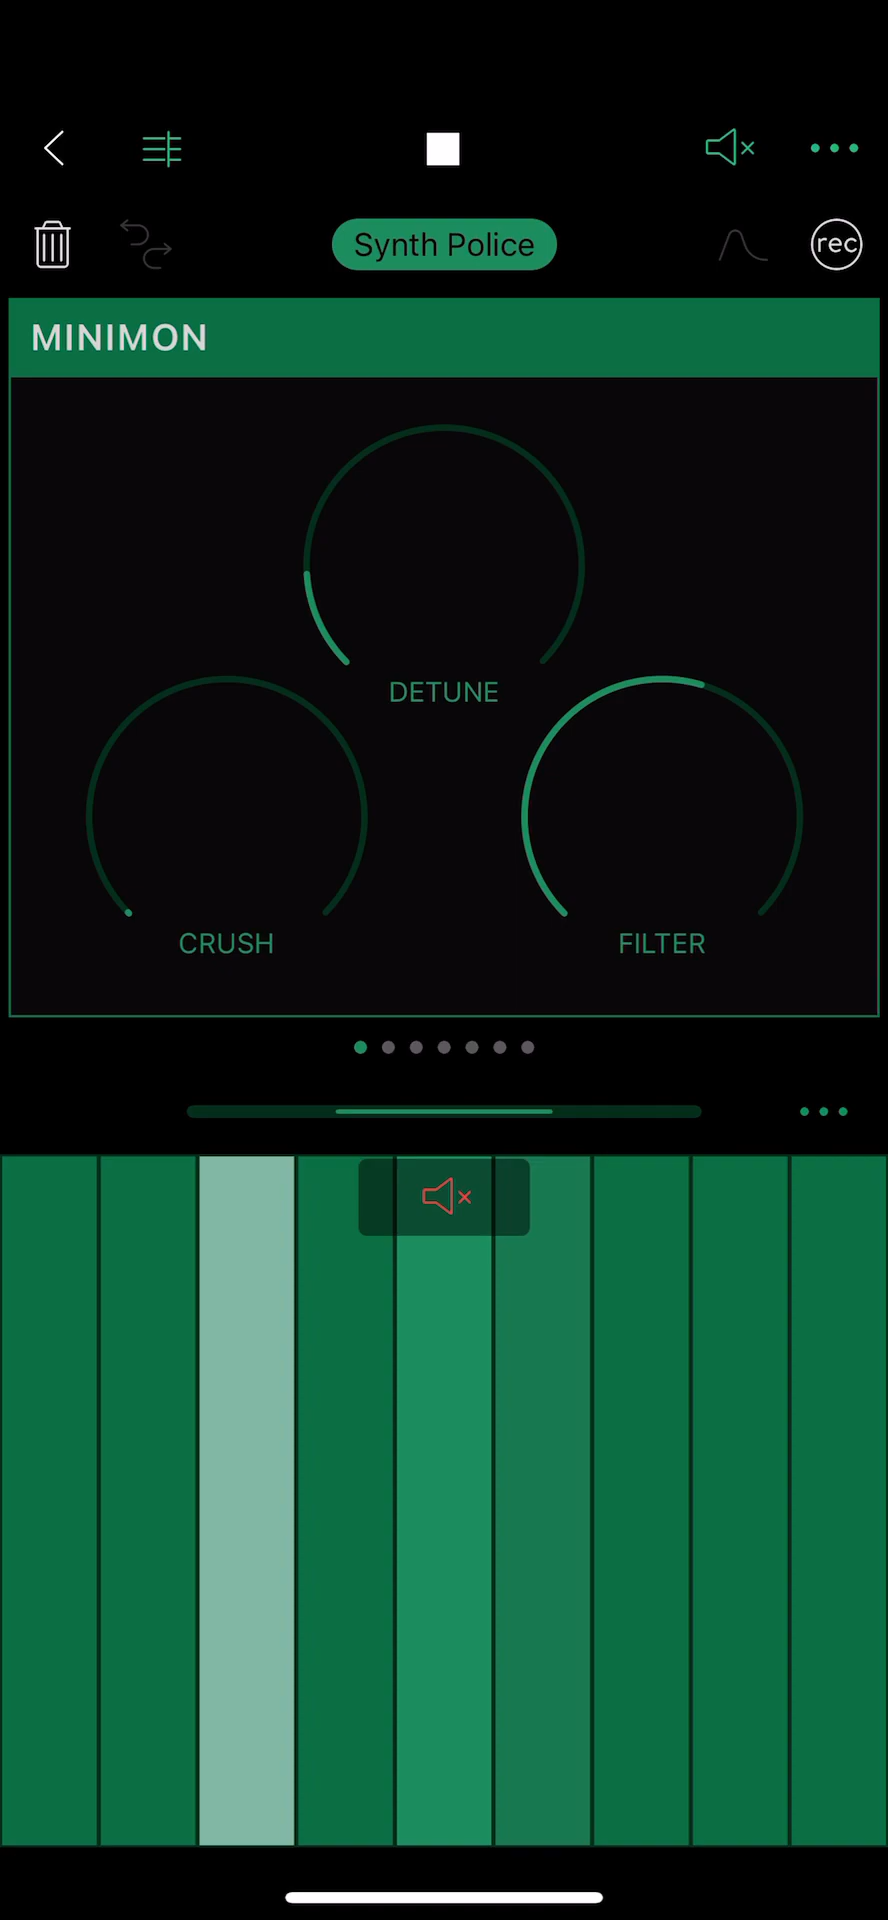 Synth Police
rec
MINIMON
DETUNE
CRUSH
FILTER